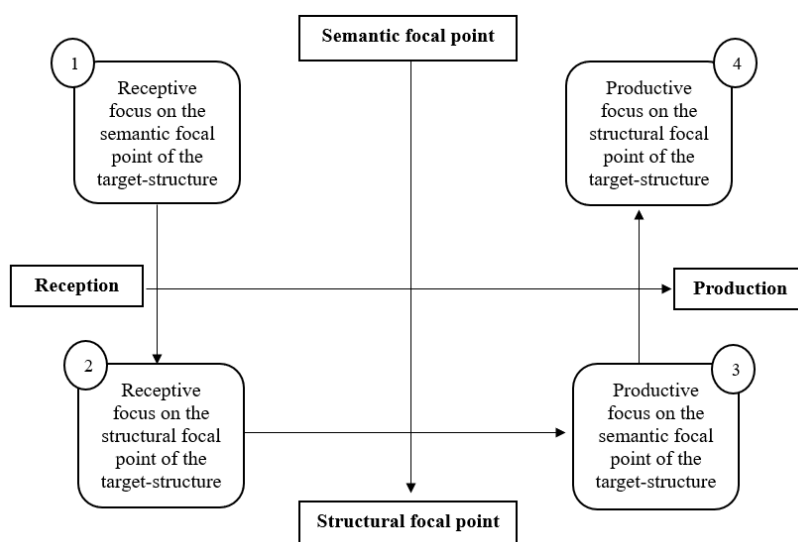 Semantic focal point
1
Receptive
focus on the
semantic focal
point of the
target-structure
4
Productive
focus on the
structural focal
point of the
target-structure
Reception
Production
2
Receptive
focus on the
structural focal
point of the
target-structure
3
Productive
focus on the
semantic focal
point of the
target-structure
Structural focal point